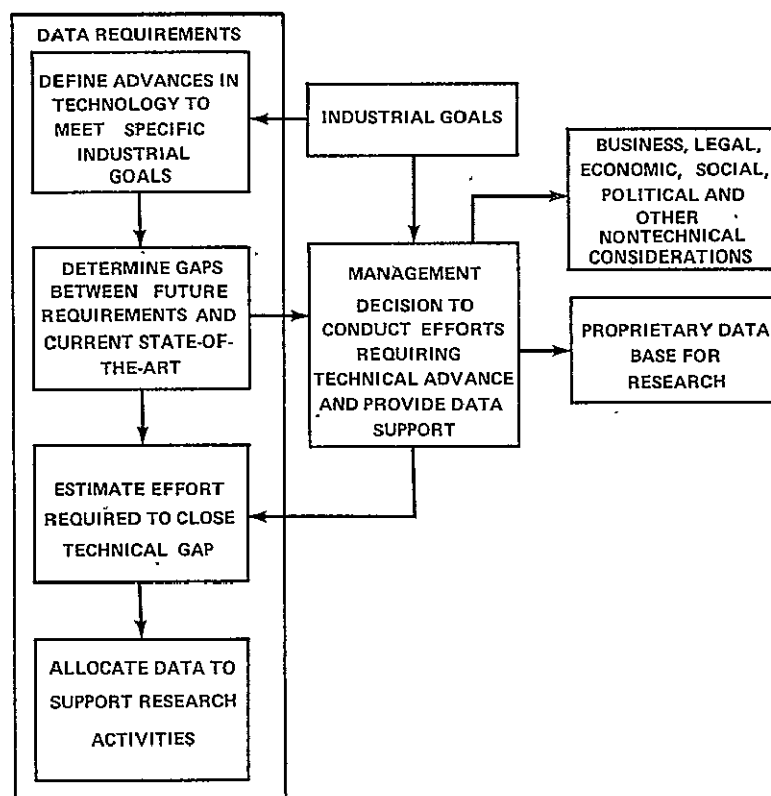 DATA REQUIREMENTS
DEFINE ADVANCES IN
TECHNOLOGY TO
MEET SPECIFIC
INDUSTRIAL
GOALS
INDUSTRIAL GOALS
BUSINESS, LEGAL,
ECONOMIC, SOCIAL,
POLITICAL AND
OTHER
NONTECHNICAL
CONSIDERATIONS
DETERMINE GAPS
BETWEEN FUTURE
REQUIREMENTS AND
CURRENT STATE-OF-
THE-ART
MANAGEMENT
DECISION TO
CONDUCT EFFORTS
REQUIRING
TECHNICAL ADVANCE
AND PROVIDE DATA
SUPPORT
PROPRIETARY DATA
BASE FOR
RESEARCH
ESTIMATE EFFORT
REQUIRED TO CLOSE
TECHNICAL GAP
ALLOCATE DATA TO
SUPPORT RESEARCH
ACTIVITIES